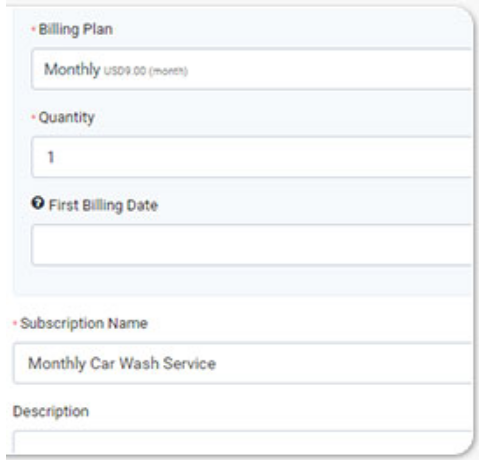 * Billing Plan
Monthly USD9.00 (month)
* Quantity
1
? First Billing Date
* Subscription Name
Monthly Car Wash Service
Description